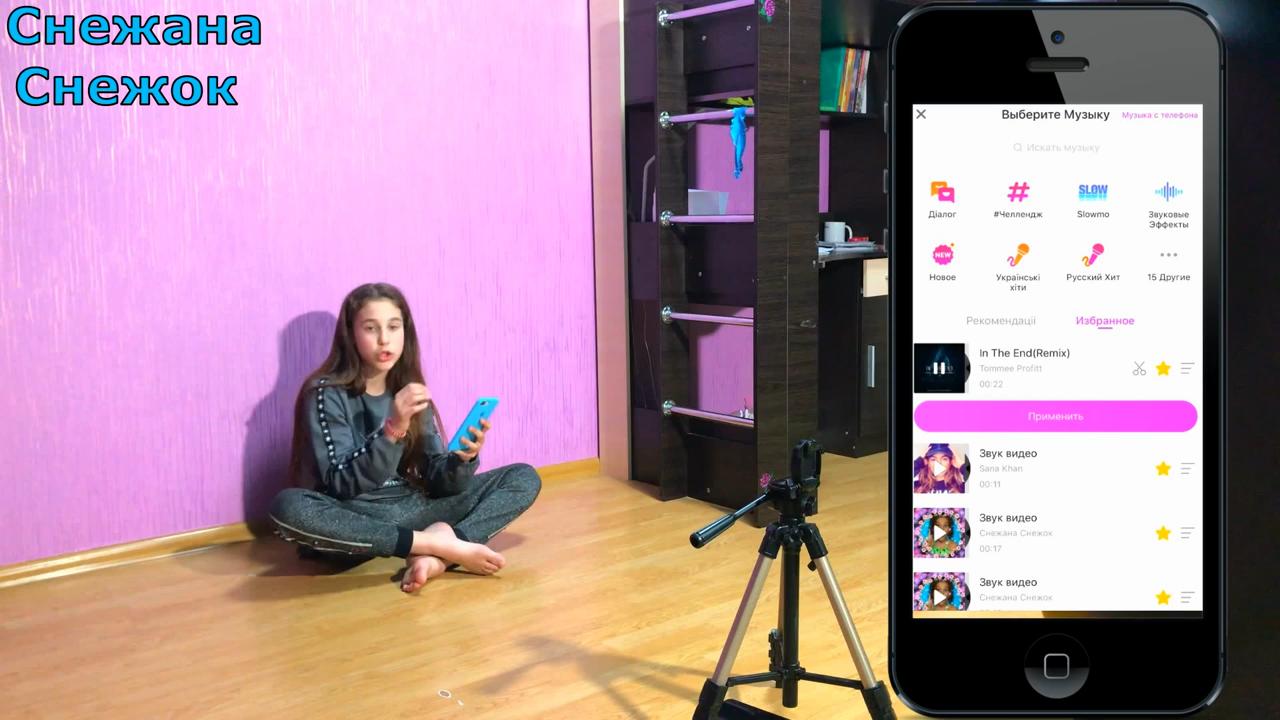 Снежана
Снежок
Выберите Музыку
Музыка с телефона
Искать музыку
Діалог
#Челлендж
SLOW
Slowmo
Звуковые
Эффекты
NEW
Новое
Українські
хіти
Русский Хит
15 Другие
Рекомендації
Избранное
In The End(Remix)
Tommee Profitt
00:22
Применить
Звук видео
Sana Khan
00:11
Звук видео
Снежана Снежок
00:17
Звук видео
Снежана Снежок